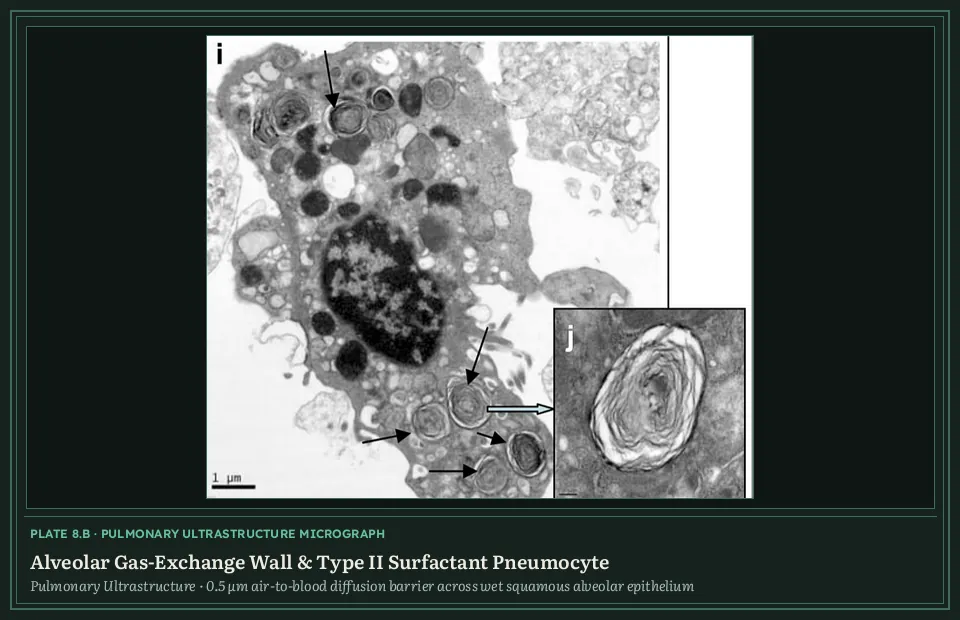 i
j
1 µm
PLATE 8.B · PULMONARY ULTRASTRUCTURE MICROGRAPH
Alveolar Gas-Exchange Wall & Type II Surfactant Pneumocyte
Pulmonary Ultrastructure · 0.5 µm air-to-blood diffusion barrier across wet squamous alveolar epithelium